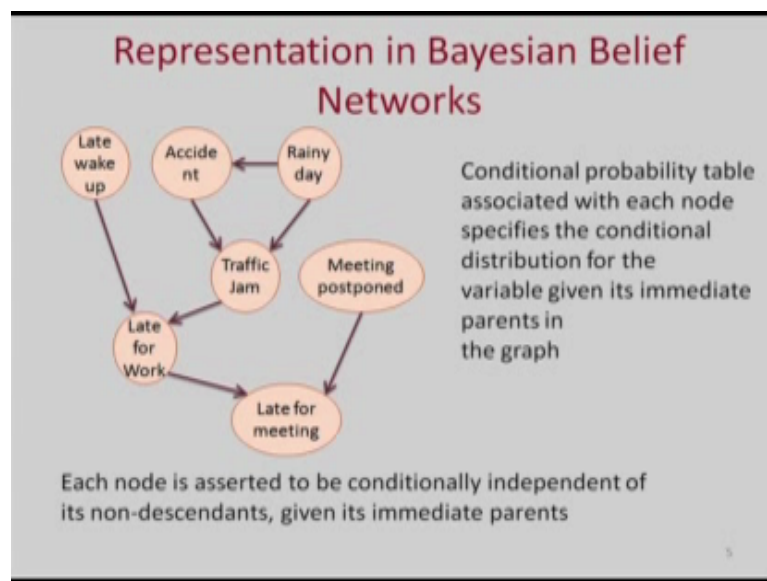 Representation in Bayesian Belief
Networks
Late
wake
up
Accide
nt
Rainy
day
Traffic
Jam
Meeting
postponed
Late
for
Work
Late for
meeting
Conditional probability table
associated with each node
specifies the conditional
distribution for the
variable given its immediate
parents in
the graph
Each node is asserted to be conditionally independent of
its non-descendants, given its immediate parents
5